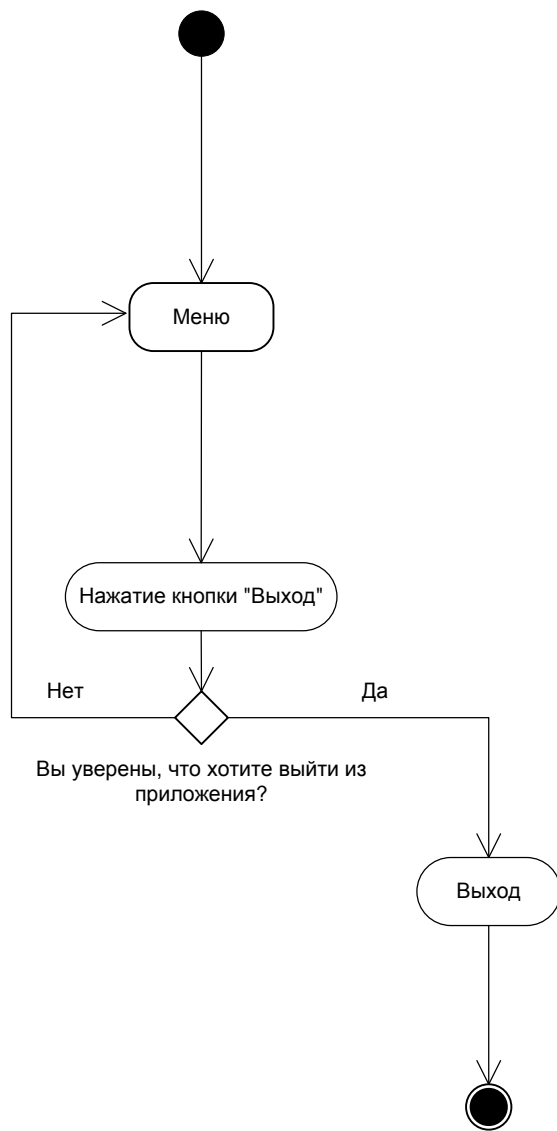 Меню
Нажатие кнопки "Выход"
Нет
Да
Вы уверены, что хотите выйти из
приложения?
Выход